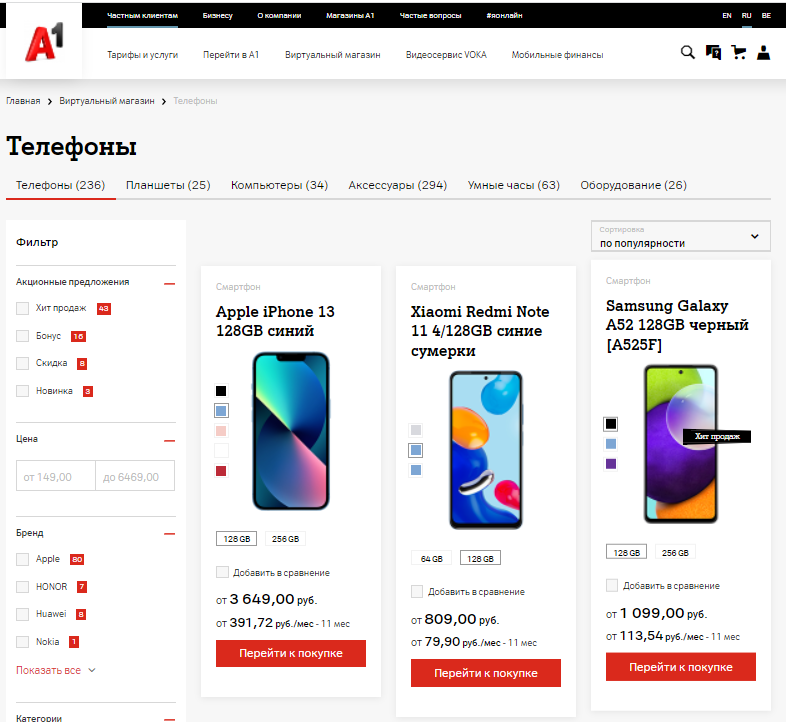 Частным клиентам Бизнесу О компании Магазины A1 Частые вопросы #яонлайн EN RU BE
A1
Тарифы и услуги Перейти в A1 Виртуальный магазин Видеосервис VOKA Мобильные финансы
Главная Виртуальный магазин Телефоны
Телефоны
Телефоны (236) Планшеты (25) Компьютеры (34) Аксессуары (294) Умные часы (63) Оборудование (26)
Сортировка
по популярности
Фильтр
Акционные предложения
Хит продаж 43
Бонус 16
Скидка 8
Новинка 3
Цена
от 149,00 до 6469,00
Бренд
Apple 80
HONOR 7
Huawei 8
Nokia 1
Показать все
Категории
Смартфон
Apple iPhone 13
128GB синий
128 GB 256 GB
Добавить в сравнение
от 3 649,00 руб.
от 391,72 руб./мес - 11 мес
Перейти к покупке
Смартфон
Xiaomi Redmi Note
11 4/128GB синие
сумерки
64 GB 128 GB
Добавить в сравнение
от 809,00 руб.
от 79,90 руб./мес - 11 мес
Перейти к покупке
Смартфон
Samsung Galaxy
A52 128GB черный
[A525F]
Хит продаж
128 GB 256 GB
Добавить в сравнение
от 1 099,00 руб.
от 113,54 руб./мес - 11 мес
Перейти к покупке